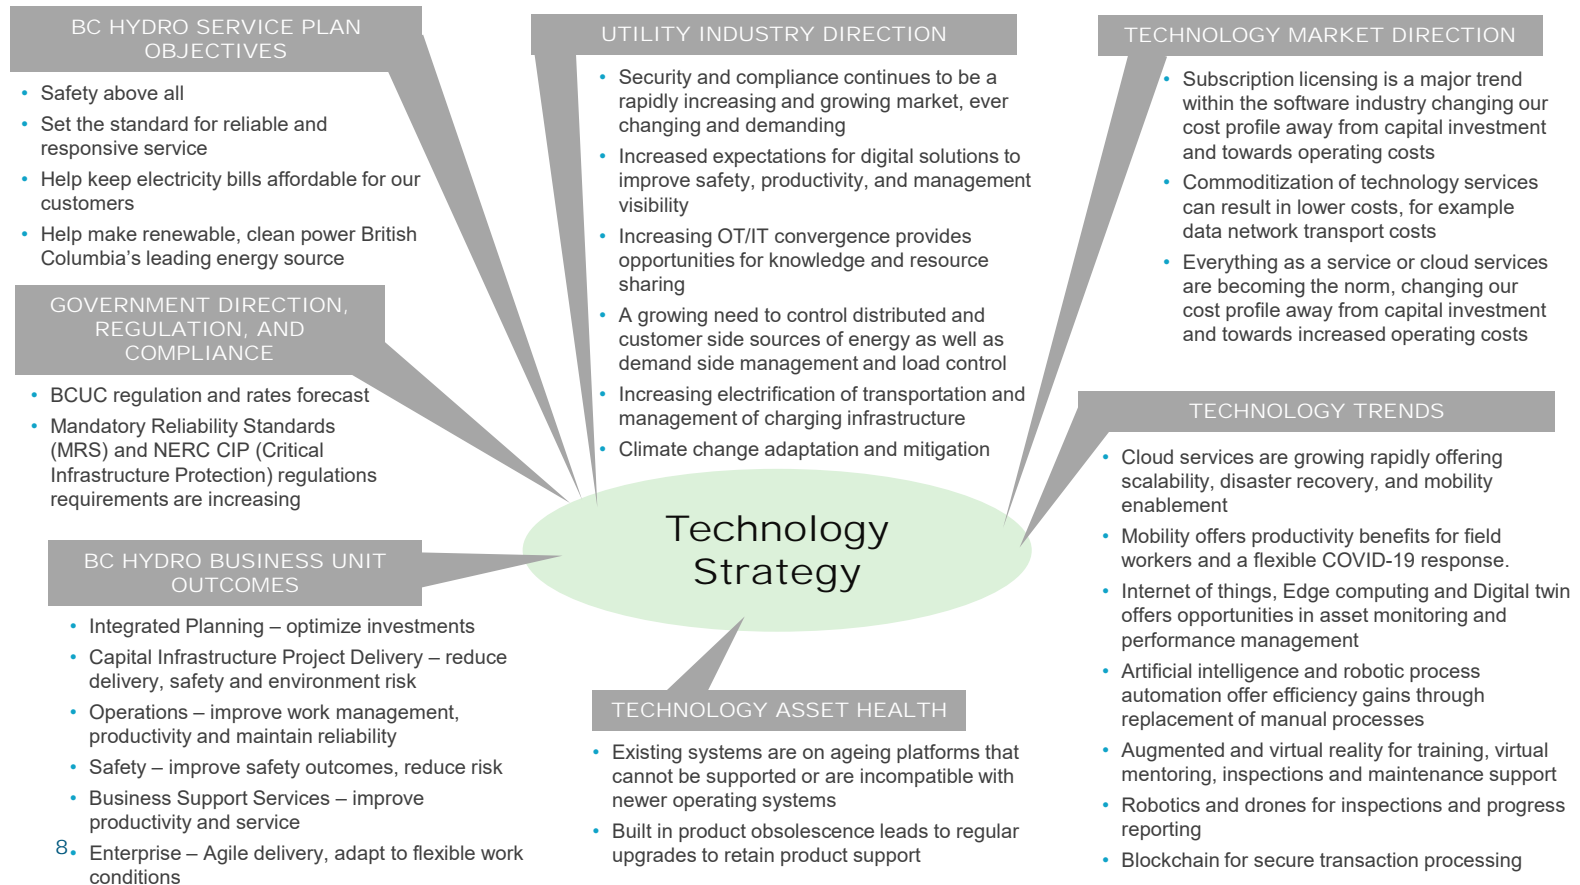 BC HYDRO SERVICE PLAN
OBJECTIVES
• Safety above all
• Set the standard for reliable and
responsive service
• Help keep electricity bills affordable for our
customers
• Help make renewable, clean power British
Columbia’s leading energy source
GOVERNMENT DIRECTION,
REGULATION, AND
COMPLIANCE
• BCUC regulation and rates forecast
• Mandatory Reliability Standards
(MRS) and NERC CIP (Critical
Infrastructure Protection) regulations
requirements are increasing
BC HYDRO BUSINESS UNIT
OUTCOMES
• Integrated Planning – optimize investments
• Capital Infrastructure Project Delivery – reduce
delivery, safety and environment risk
• Operations – improve work management,
productivity and maintain reliability
• Safety – improve safety outcomes, reduce risk
• Business Support Services – improve
productivity and service
• Enterprise – Agile delivery, adapt to flexible work
conditions
8
UTILITY INDUSTRY DIRECTION
• Security and compliance continues to be a
rapidly increasing and growing market, ever
changing and demanding
• Increased expectations for digital solutions to
improve safety, productivity, and management
visibility
• Increasing OT/IT convergence provides
opportunities for knowledge and resource
sharing
• A growing need to control distributed and
customer side sources of energy as well as
demand side management and load control
• Increasing electrification of transportation and
management of charging infrastructure
• Climate change adaptation and mitigation
Technology
Strategy
TECHNOLOGY ASSET HEALTH
• Existing systems are on ageing platforms that
cannot be supported or are incompatible with
newer operating systems
• Built in product obsolescence leads to regular
upgrades to retain product support
TECHNOLOGY MARKET DIRECTION
• Subscription licensing is a major trend
within the software industry changing our
cost profile away from capital investment
and towards operating costs
• Commoditization of technology services
can result in lower costs, for example
data network transport costs
• Everything as a service or cloud services
are becoming the norm, changing our
cost profile away from capital investment
and towards increased operating costs
TECHNOLOGY TRENDS
• Cloud services are growing rapidly offering
scalability, disaster recovery, and mobility
enablement
• Mobility offers productivity benefits for field
workers and a flexible COVID-19 response.
• Internet of things, Edge computing and Digital twin
offers opportunities in asset monitoring and
performance management
• Artificial intelligence and robotic process
automation offer efficiency gains through
replacement of manual processes
• Augmented and virtual reality for training, virtual
mentoring, inspections and maintenance support
• Robotics and drones for inspections and progress
reporting
• Blockchain for secure transaction processing